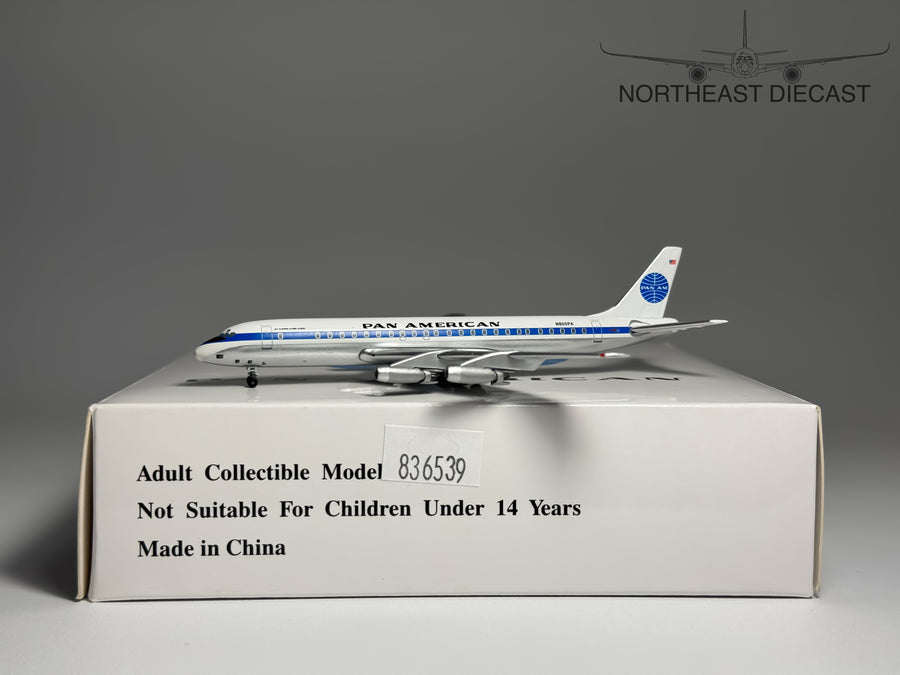 NORTHEAST DIECAST
PAN AM
PAN AMERICAN
N800PA
Adult Collectible Model
836539
Not Suitable For Children Under 14 Years
Made in China